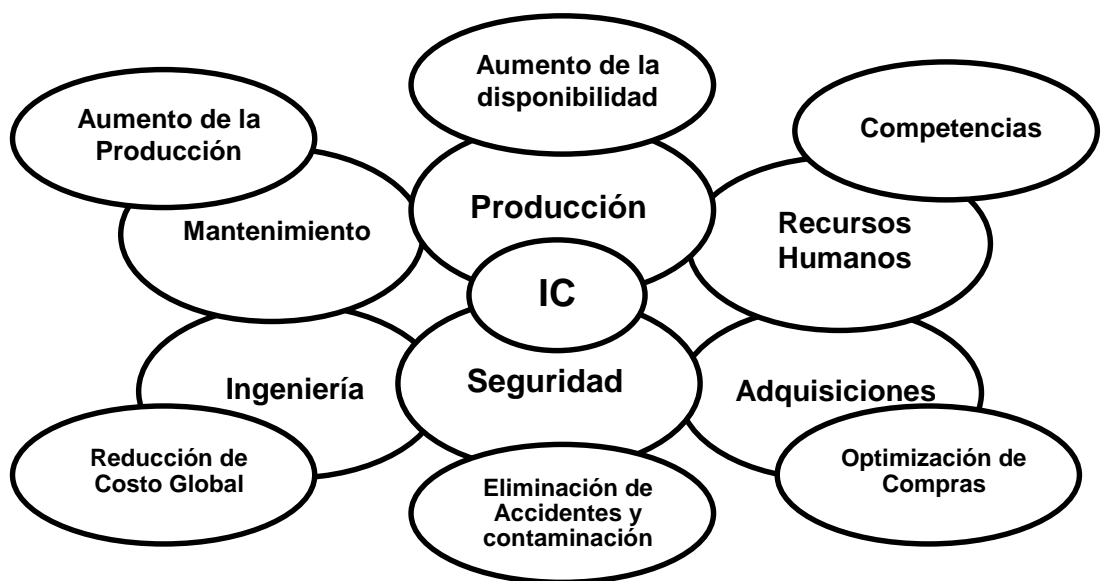 Aumento de la
disponibilidad
Aumento de la
Producción
Competencias
Producción
Recursos
Humanos
Mantenimiento
IC
Ingeniería
Seguridad
Adquisiciones
Reducción de
Costo Global
Eliminación de
Accidentes y
contaminación
Optimización de
Compras